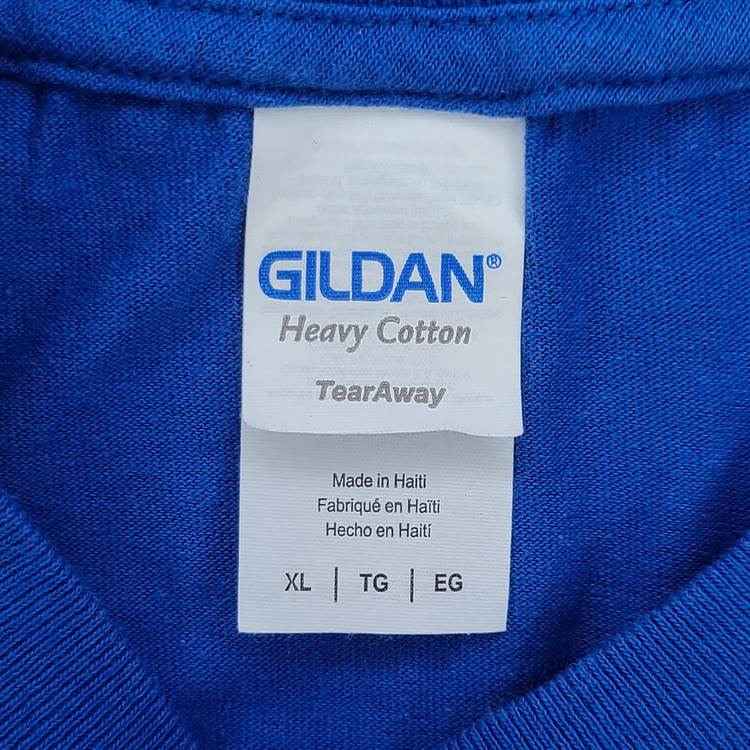 GILDAN®
Heavy Cotton
TearAway
Made in Haiti
Fabriqué en Haïti
Hecho en Haití
XL | TG | EG